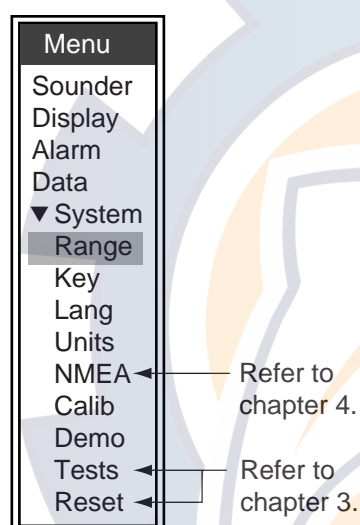 Menu
Sounder
Display
Alarm
Data
▼ System
Range
Key
Lang
Units
NMEA
Calib
Demo
Tests
Reset
Refer to
chapter 4.
Refer to
chapter 3.